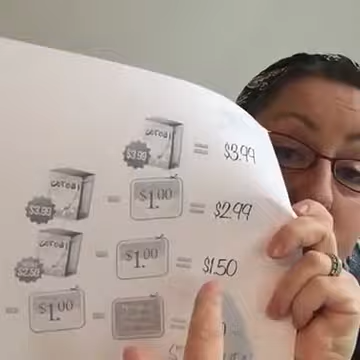 cereal $3.99 = $3.99
cereal $3.99 - $1.00 = $2.99
cereal $2.50 - $1.00 = $1.50
- $1.00 =